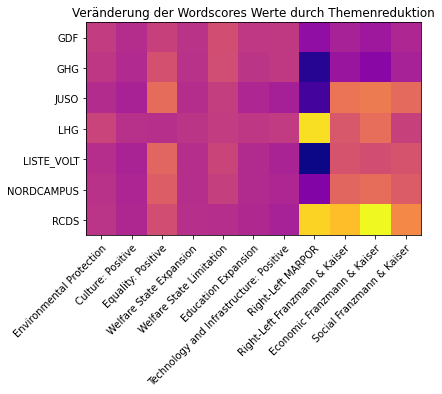 Veränderung der Wordscores Werte durch Themenreduktion
GDF
GHG
JUSO
LHG
LISTE_VOLT
NORDCAMPUS
RCDS
Environmental Protection
Culture: Positive
Equality: Positive
Welfare State Expansion
Welfare State Limitation
Education Expansion
Technology and Infrastructure: Positive
Right-Left MARPOR
Right-Left Franzmann & Kaiser
Economic Franzmann & Kaiser
Social Franzmann & Kaiser